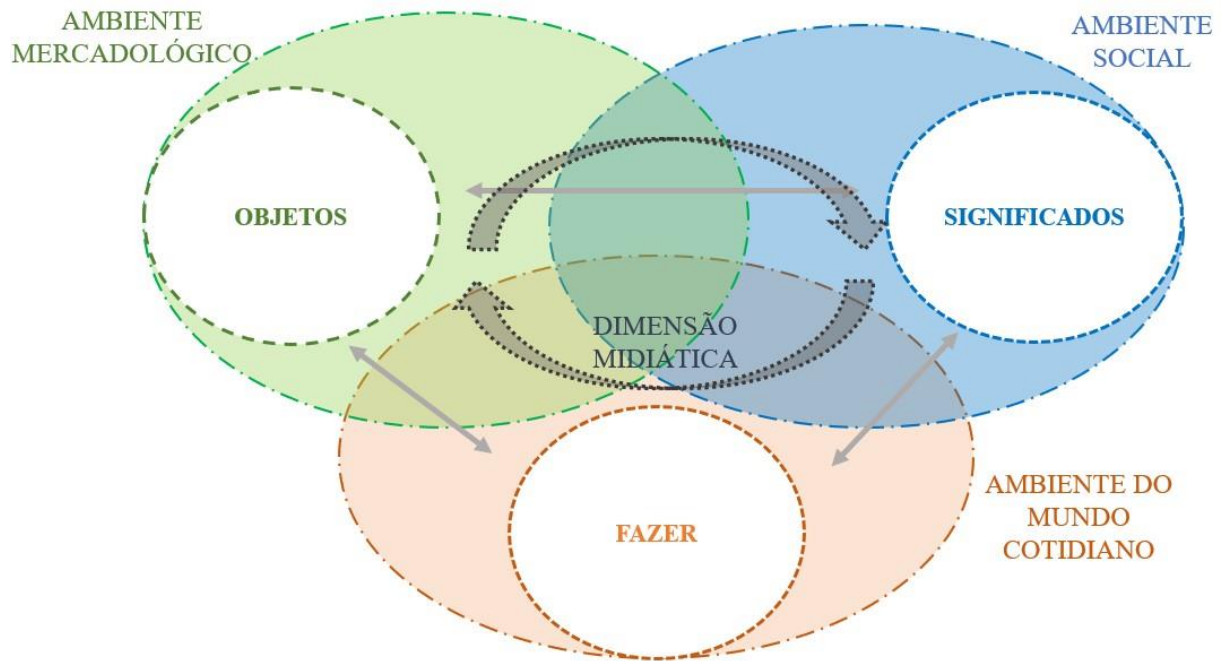 AMBIENTE
MERCADOLÓGICO
AMBIENTE
SOCIAL
OBJETOS
SIGNIFICADOS
DIMENSÃO
MIDIÁTICA
AMBIENTE DO
MUNDO
COTIDIANO
FAZER